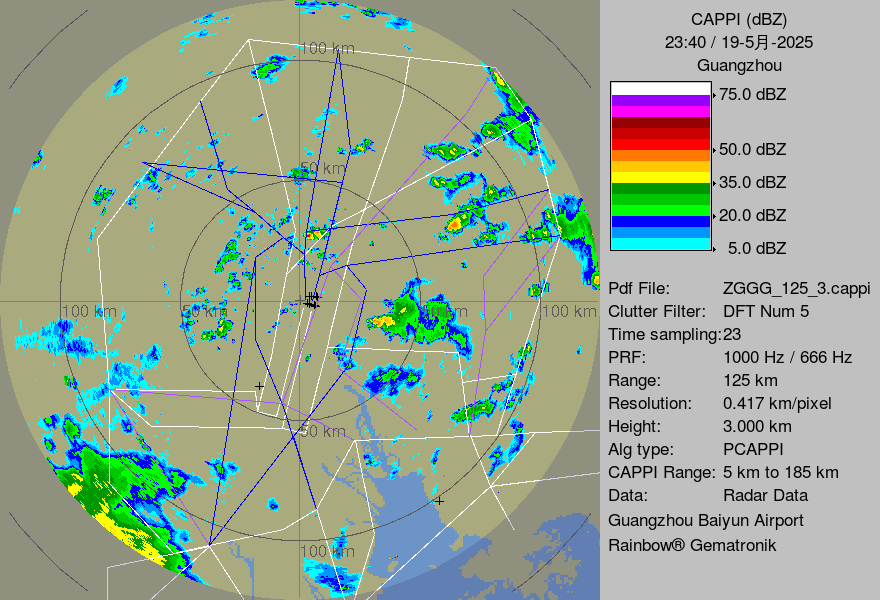 CAPPI (dBZ)
23:40 / 19-5月-2025
Guangzhou
75.0 dBZ
50.0 dBZ
35.0 dBZ
20.0 dBZ
5.0 dBZ
Pdf File: ZGGG_125_3.cappi
Clutter Filter: DFT Num 5
Time sampling:23
PRF: 1000 Hz / 666 Hz
Range: 125 km
Resolution: 0.417 km/pixel
Height: 3.000 km
Alg type: PCAPPI
CAPPI Range: 5 km to 185 km
Data: Radar Data
Guangzhou Baiyun Airport
Rainbow® Gematronik
100 km
50 km
100 km
50 km
50 km
100 km
50 km
100 km